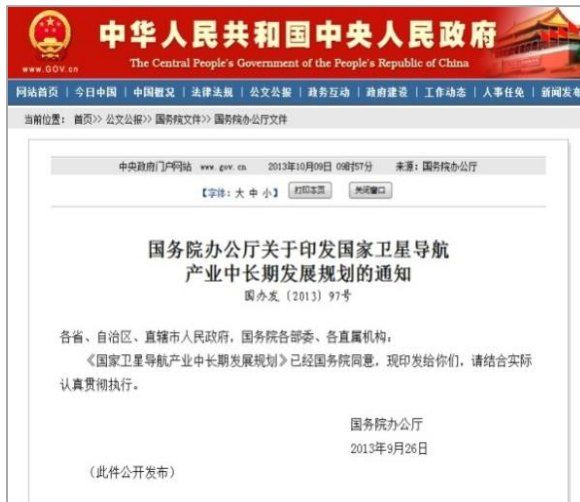 中华人民共和国中央人民政府
www.GOV.cn
The Central People's Government of the People's Republic of China
网站首页 | 今日中国 | 中国概况 | 法律法规 | 公文公报 | 政务互动 | 政府建设 | 工作动态 | 人事任免 | 新闻发布
当前位置: 首页>> 公文公报>> 国务院文件>> 国务院办公厅文件
中央政府门户网站 www.gov.cn 2013年10月09日 09时57分 来源: 国务院办公厅
【字体: 大 中 小】 打印本页 关闭窗口
国务院办公厅关于印发国家卫星导航
产业中长期发展规划的通知
国办发〔2013〕97号
各省、自治区、直辖市人民政府，国务院各部委、各直属机构：
《国家卫星导航产业中长期发展规划》已经国务院同意，现印发给你们，请结合实际
认真贯彻执行。
国务院办公厅
2013年9月26日
（此件公开发布）